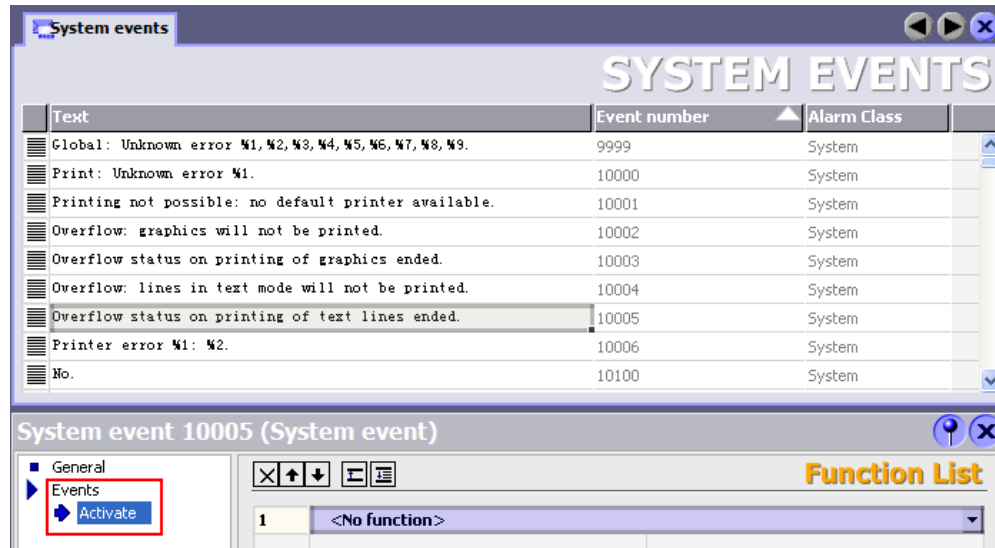 System events
SYSTEM EVENTS
Text Event number Alarm Class
Global: Unknown error %1, %2, %3, %4, %5, %6, %7, %8, %9. 9999 System
Print: Unknown error %1. 10000 System
Printing not possible: no default printer available. 10001 System
Overflow: graphics will not be printed. 10002 System
Overflow status on printing of graphics ended. 10003 System
Overflow: lines in text mode will not be printed. 10004 System
Overflow status on printing of text lines ended. 10005 System
Printer error %1: %2. 10006 System
No. 10100 System
System event 10005 (System event)
General
Function List
Events
Activate
1 <No function>